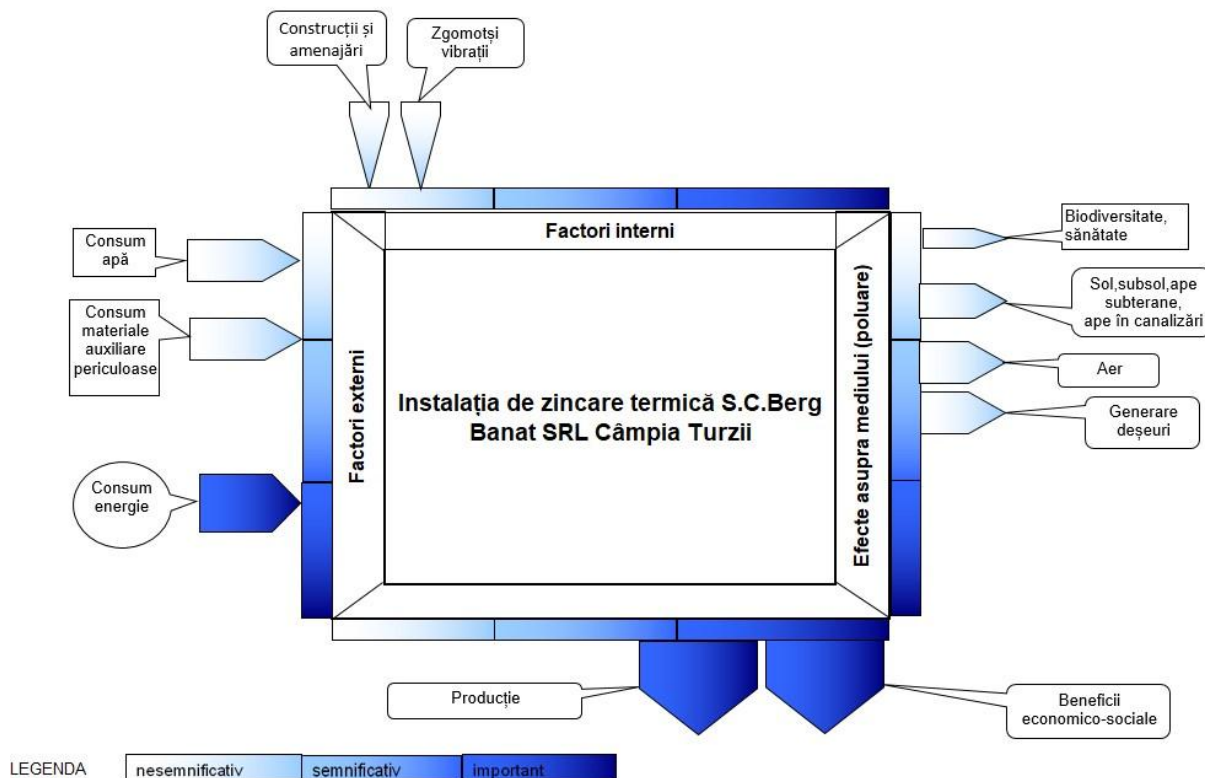 Construcții și
amenajări
Zgomotși
vibrații
Factori interni
Consum
apă
Consum
materiale
auxiliare
periculoase
Consum
energie
Factori externi
Instalația de zincare termică S.C.Berg
Banat SRL Câmpia Turzii
Efecte asupra mediului (poluare)
Biodiversitate,
sănătate
Sol,subsol,ape
subterane,
ape în canalizări
Aer
Generare
deșeuri
Producție
Beneficii
economico-sociale
LEGENDA
nesemnificativ
semnificativ
important